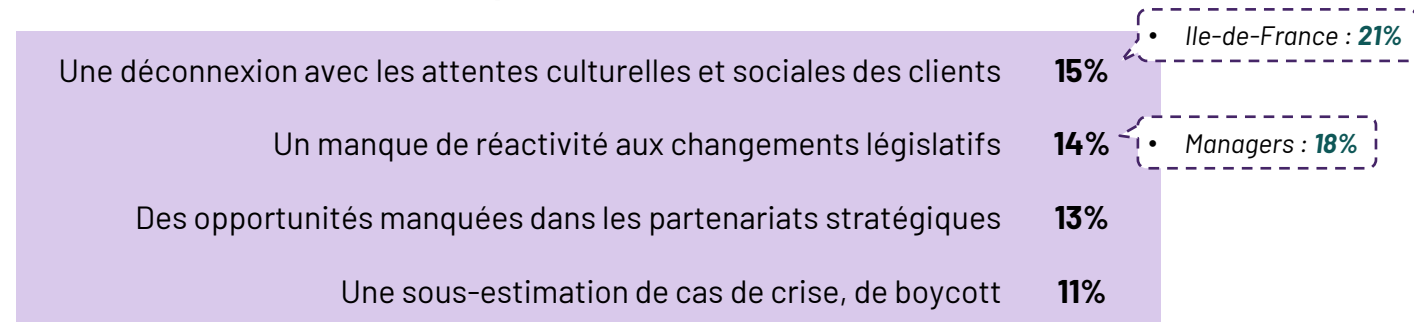 • Ile-de-France : 21%
Une déconnexion avec les attentes culturelles et sociales des clients 15%
Un manque de réactivité aux changements législatifs 14%
• Managers : 18%
Des opportunités manquées dans les partenariats stratégiques 13%
Une sous-estimation de cas de crise, de boycott 11%